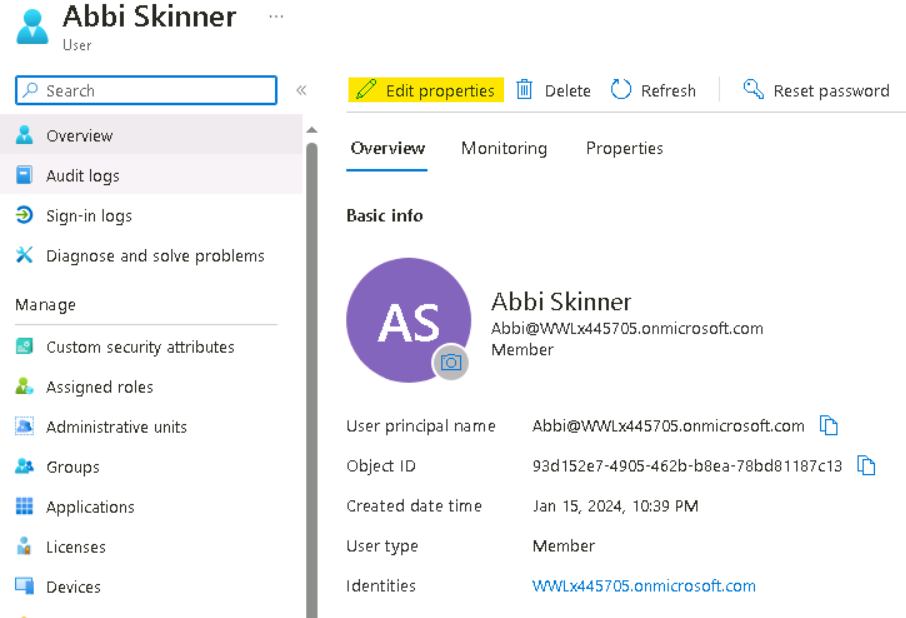 Abbi Skinner ...
User
Search
«
Edit properties
Delete
Refresh
Reset password
Overview
Audit logs
Sign-in logs
Diagnose and solve problems
Manage
Custom security attributes
Assigned roles
Administrative units
Groups
Applications
Licenses
Devices
Overview Monitoring Properties
Basic info
AS
Abbi Skinner
Abbi@WWLx445705.onmicrosoft.com
Member
User principal name Abbi@WWLx445705.onmicrosoft.com
Object ID 93d152e7-4905-462b-b8ea-78bd81187c13
Created date time Jan 15, 2024, 10:39 PM
User type Member
Identities WWLx445705.onmicrosoft.com